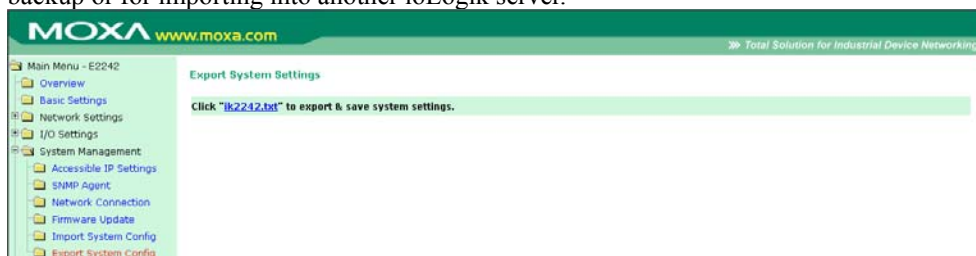 backup or for importing into another ioLogik server.
MOXA www.moxa.com
Total Solution for Industrial Device Networking
Main Menu - E2242
Overview
Basic Settings
Network Settings
I/O Settings
System Management
Accessible IP Settings
SNMP Agent
Network Connection
Firmware Update
Import System Config
Export System Config
Export System Settings
Click "ik2242.txt" to export & save system settings.